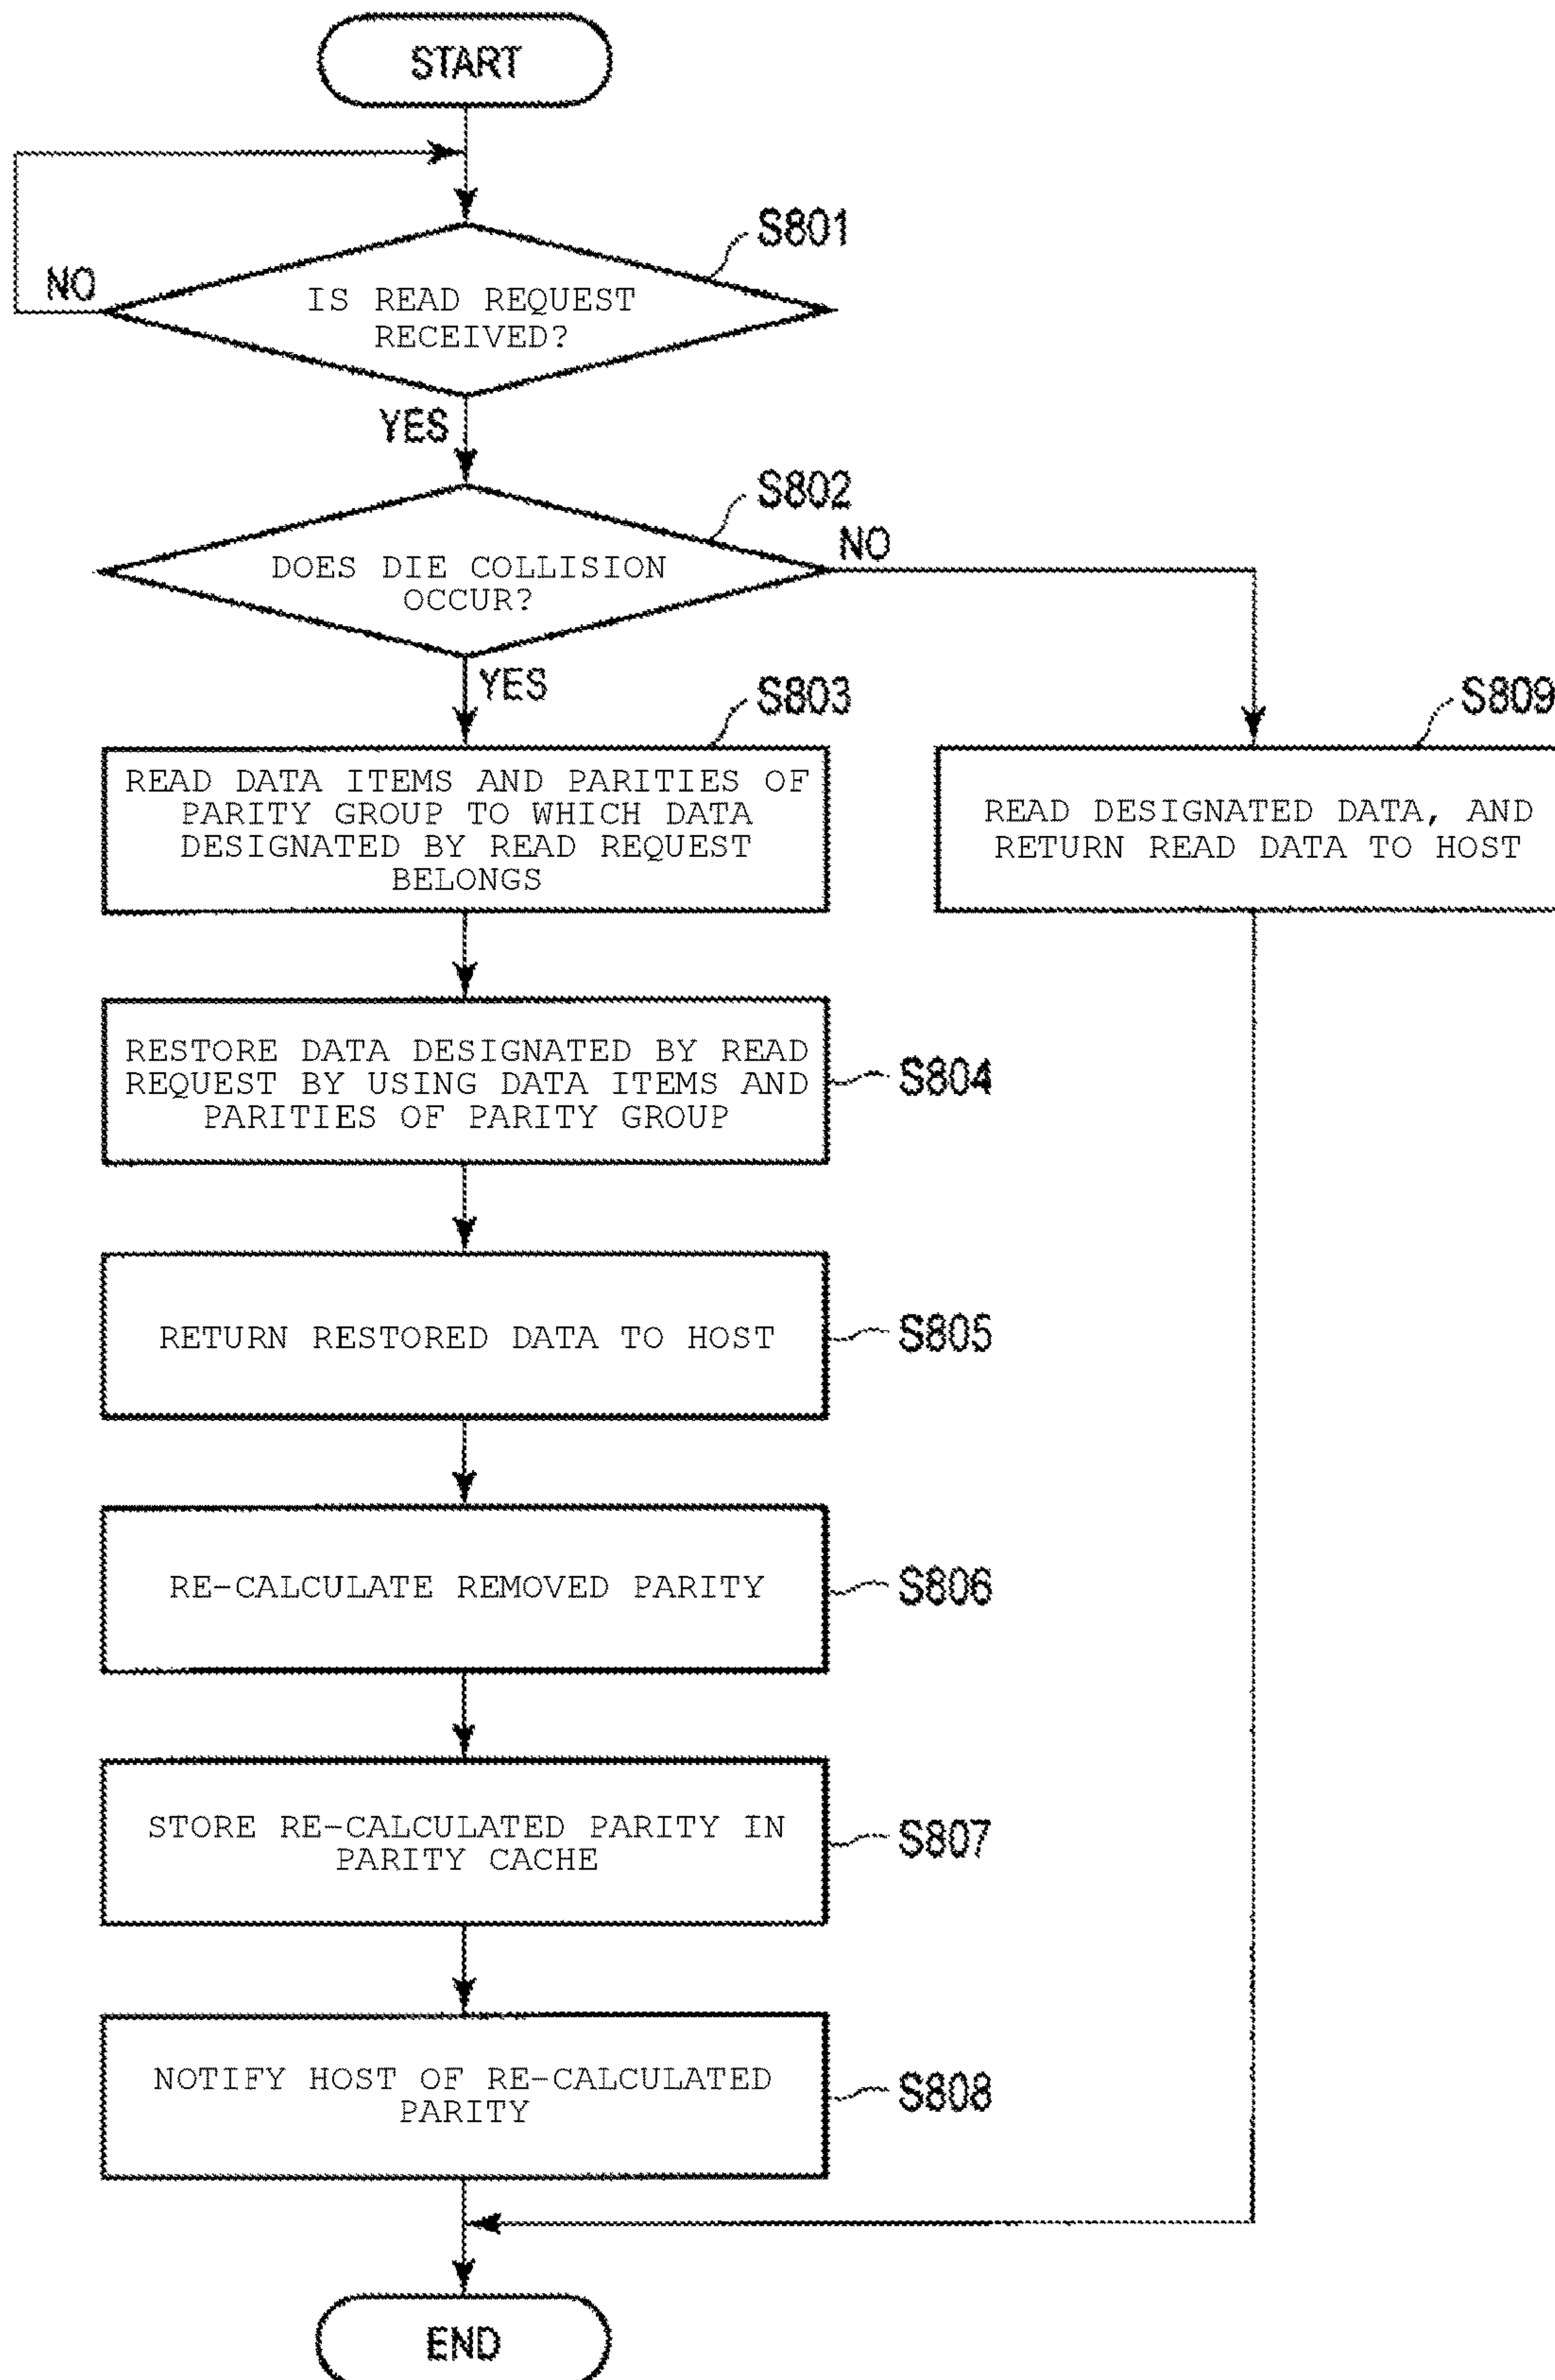 START
S801
NO
IS READ REQUEST
RECEIVED?
YES
S802
NO
DOES DIE COLLISION
OCCUR?
YES
S803
READ DATA ITEMS AND PARITIES OF
PARITY GROUP TO WHICH DATA
DESIGNATED BY READ REQUEST
BELONGS
S809
READ DESIGNATED DATA, AND
RETURN READ DATA TO HOST
RESTORE DATA DESIGNATED BY READ
REQUEST BY USING DATA ITEMS AND
PARITIES OF PARITY GROUP
S804
RETURN RESTORED DATA TO HOST
S805
RE-CALCULATE REMOVED PARITY
S806
STORE RE-CALCULATED PARITY IN
PARITY CACHE
S807
NOTIFY HOST OF RE-CALCULATED
PARITY
S808
END